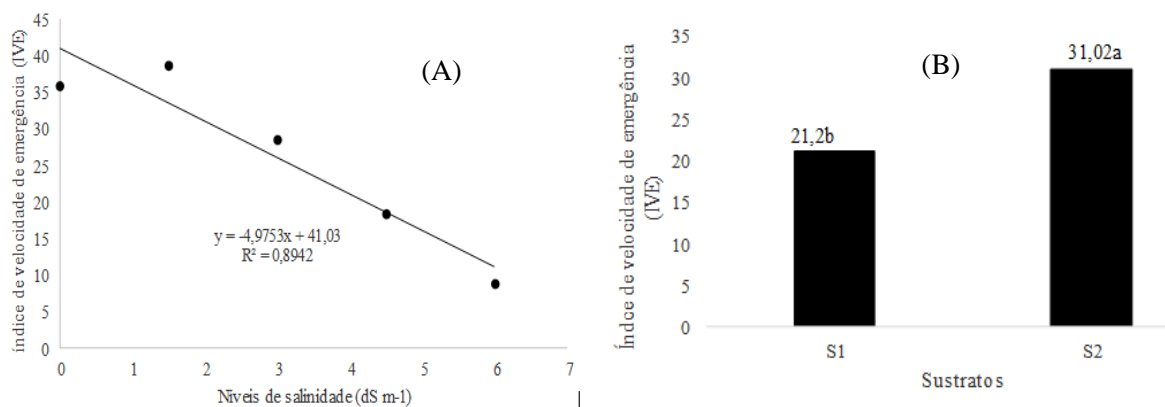 (A)
índice de velocidade de emergência (IVE)
45
40
35
30
25
20
15
10
5
0
y = -4,9753x + 41,03
R² = 0,8942
0 1 2 3 4 5 6 7
Niveis de salinidade (dS m-1)
(B)
Índce de velocidade de emergência
(IVE)
35
30
25
20
15
10
5
0
21,2b
31,02a
S1 S2
Sustratos